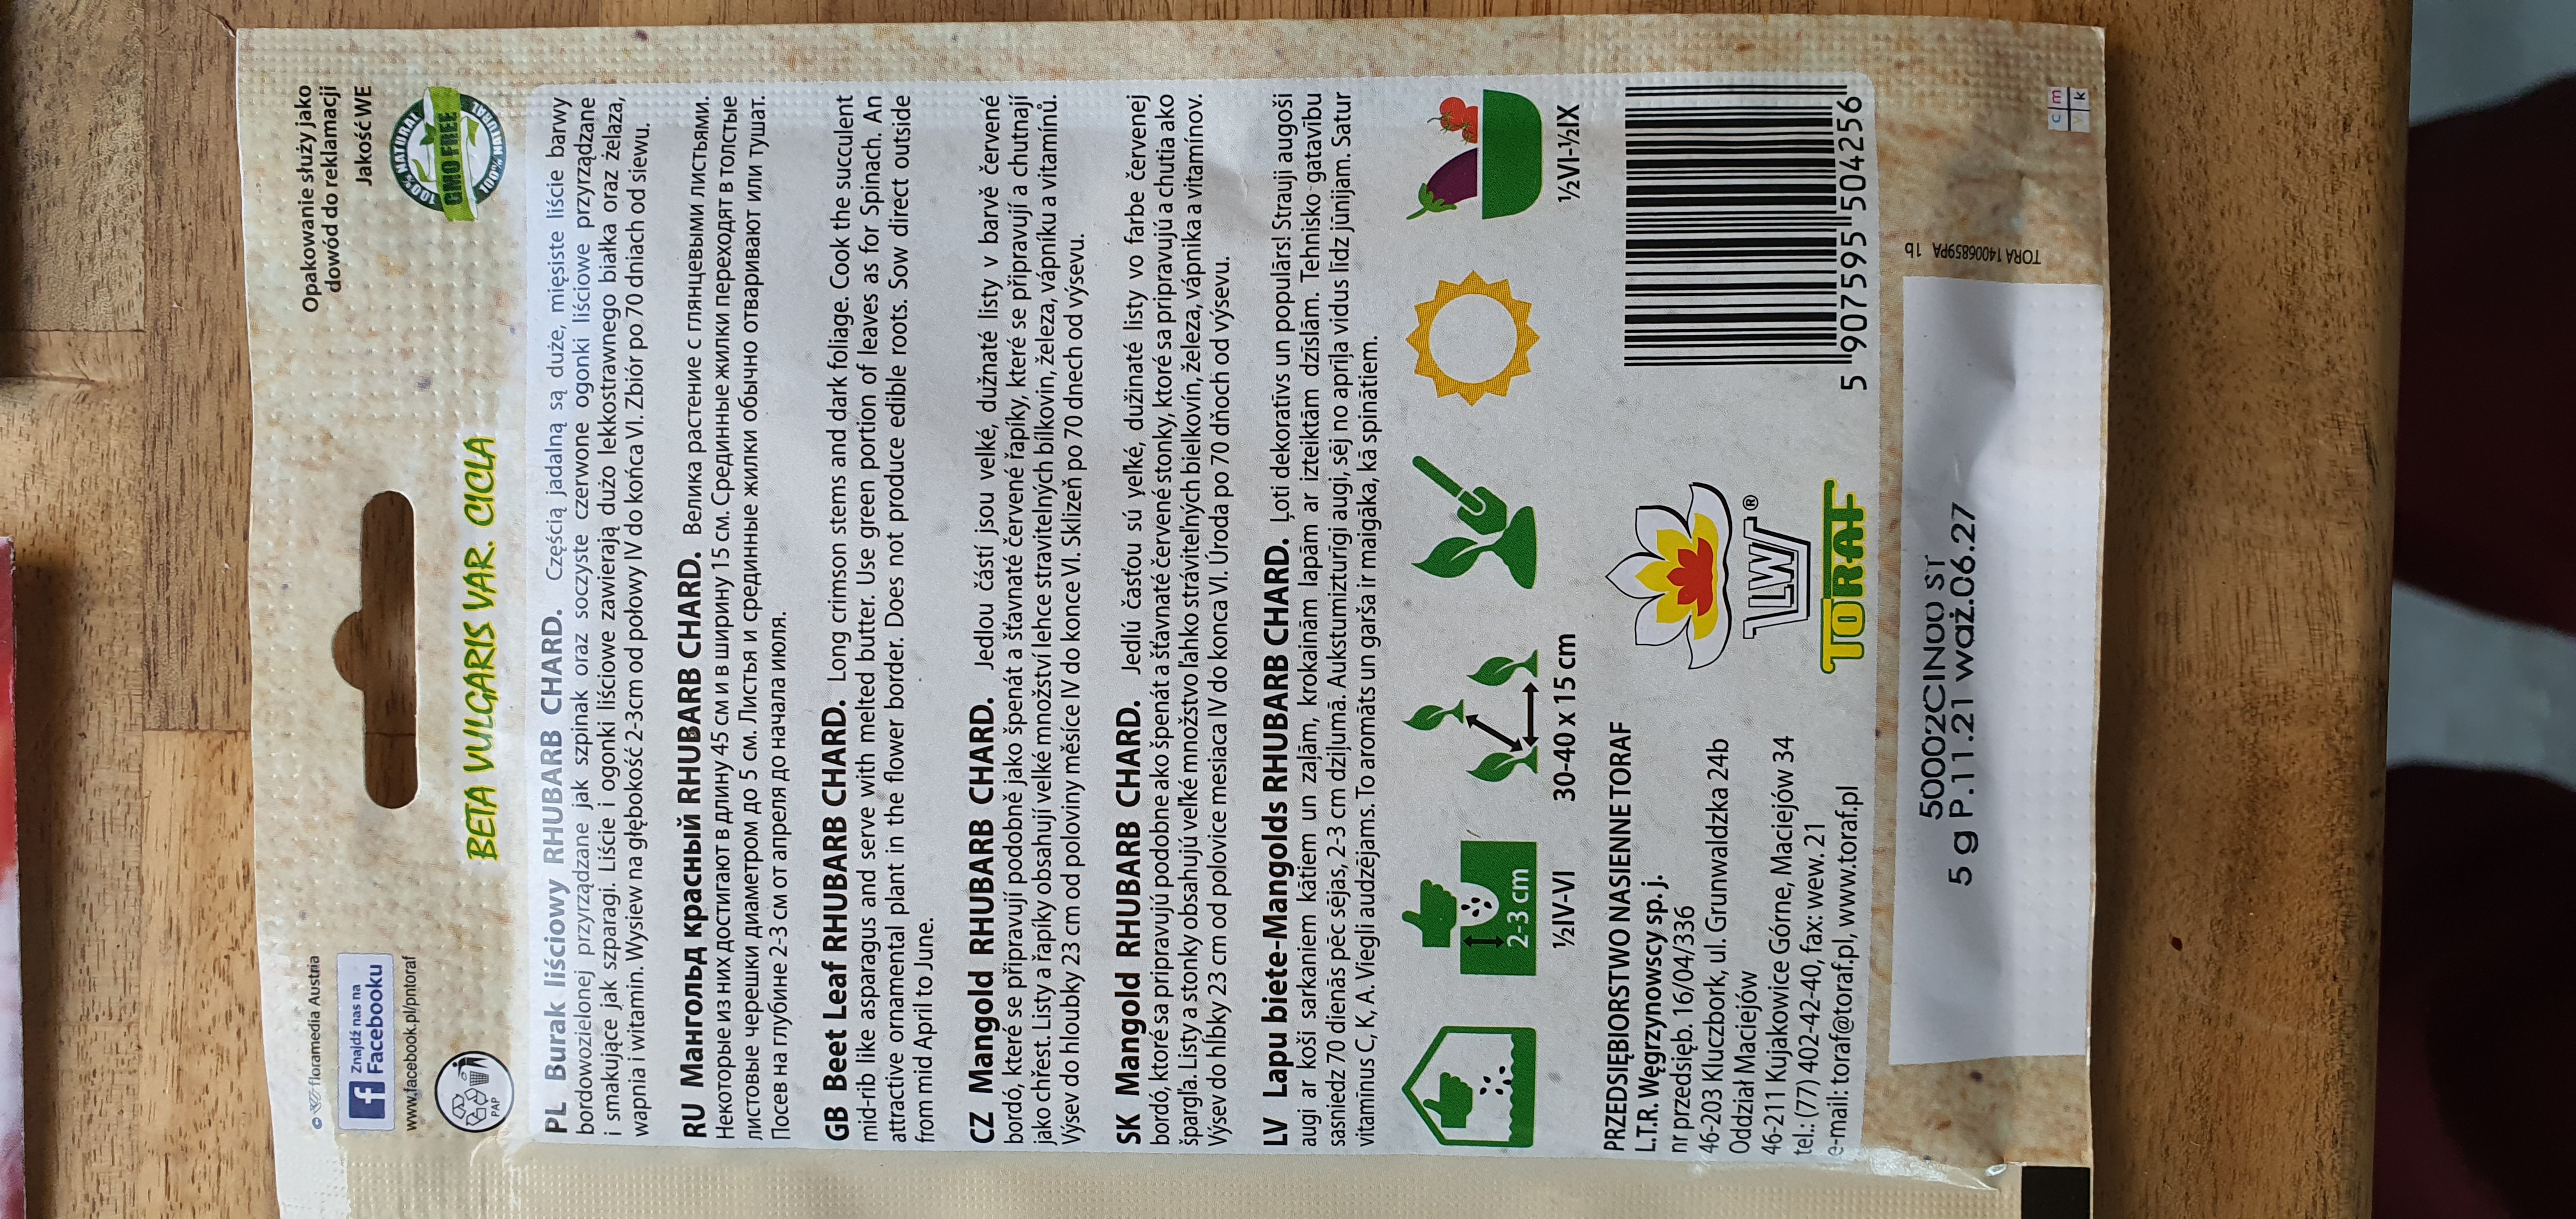 © floramedia Austria
Znajdź nas na
Facebooku
www.facebook.pl/pntoraf
PAP
Opakowanie służy jako
dowód do reklamacji
Jakość WE
100% NATURAL
GMO FREE
100% NATURAL
BETA VULGARIS VAR. CICLA
PL Burak liściowy RHUBARB CHARD. Częścią jadalną są duże, mięsiste liście barwy
bordowozielonej przyrządzane jak szpinak oraz soczyste czerwone ogonki liściowe przyrządzane
i smakujące jak szparagi. Liście i ogonki liściowe zawierają dużo lekkostrawnego białka oraz żelaza,
wapnia i witamin. Wysiew na głębokość 2-3cm od połowy IV do końca VI. Zbiór po 70 dniach od siewu.
RU Мангольд красный RHUBARB CHARD. Велика растение с глянцевыми листьями.
Некоторые из них достигают в длину 45 см и в ширину 15 см. Срединные жилки переходят в толстые
листовые черешки диаметром до 5 см. Листья и срединные жилки обычно отваривают или тушат.
Посев на глубине 2-3 см от апреля до начала июля.
GB Beet Leaf RHUBARB CHARD. Long crimson stems and dark foliage. Cook the succulent
mid-rib like asparagus and serve with melted butter. Use green portion of leaves as for Spinach. An
attractive ornamental plant in the flower border. Does not produce edible roots. Sow direct outside
from mid April to June.
CZ Mangold RHUBARB CHARD. Jedlou částí jsou velké, dužnaté listy v barvě červené
bordó, které se připravují podobně jako špenát a šťavnaté červené řapíky, které se připravují a chutnají
jako chřest. Listy a řapíky obsahují velké množství lehce stravitelných bílkovin, železa, vápníku a vitamínů.
Výsev do hloubky 23 cm od poloviny měsíce IV do konce VI. Sklizeň po 70 dnech od výsevu.
SK Mangold RHUBARB CHARD. Jedlú časťou sú veľké, dužinaté listy vo farbe červenej
bordó, ktoré sa pripravujú podobne ako špenát a šťavnaté červené stonky, ktoré sa pripravujú a chutia ako
špargľa. Listy a stonky obsahujú veľké množstvo ľahko stráviteľných bielkovín, železa, vápnika a vitamínov.
Výsev do hĺbky 23 cm od polovice mesiaca IV do konca VI. Úroda po 70 dňoch od výsevu.
LV Lapu biete-Mangolds RHUBARB CHARD. Ļoti dekoratīvs un populārs! Strauji augoši
augi ar koši sarkaniem kātiem un zaļām, krokainām lapām ar izteiktām dzīslām. Tehnisko gatavību
sasniedz 70 dienās pēc sējas, 2-3 cm dziļumā. Aukstumizturīgi augi, sēj no aprīļa vidus līdz jūnijam. Satur
vitamīnus C, K, A. Viegli audzējams. To aromāts un garša ir maigāka, kā spinātiem.
2-3 cm
½IV-VI
30-40 x 15 cm
½VI-½IX
PRZEDSIĘBIORSTWO NASIENNE TORAF
L.T.R. Węgrzynowscy sp. j.
nr przedsięb. 16/04/336
46-203 Kluczbork, ul. Grunwaldzka 24b
Oddział Maciejów
46-211 Kujakowice Górne, Maciejów 34
tel.: (77) 402-42-40, fax: wew. 21
e-mail: toraf@toraf.pl, www.toraf.pl
LW®
TORAF
5 907595 504256
50002CINOO ST
5 g P.11.21 waż.06.27
TORA 14006859PA 1b
c m
y k